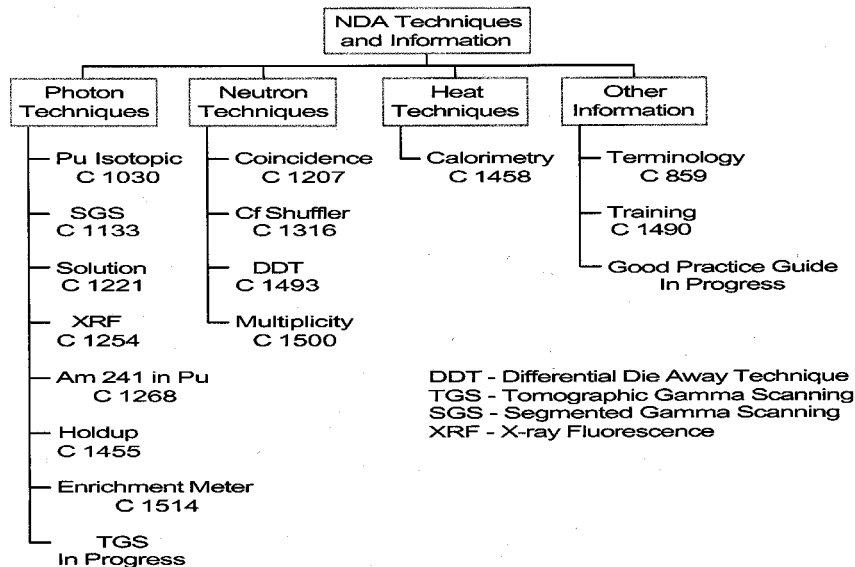 NDA Techniques
and Information
Photon
Techniques
Neutron
Techniques
Heat
Techniques
Other
Information
Pu Isotopic
C 1030
SGS
C 1133
Solution
C 1221
XRF
C 1254
Am 241 in Pu
C 1268
Holdup
C 1455
Enrichment Meter
C 1514
TGS
In Progress
Coincidence
C 1207
Cf Shuffler
C 1316
DDT
C 1493
Multiplicity
C 1500
Calorimetry
C 1458
Terminology
C 859
Training
C 1490
Good Practice Guide
In Progress
DDT - Differential Die Away Technique
TGS - Tomographic Gamma Scanning
SGS - Segmented Gamma Scanning
XRF - X-ray Fluorescence